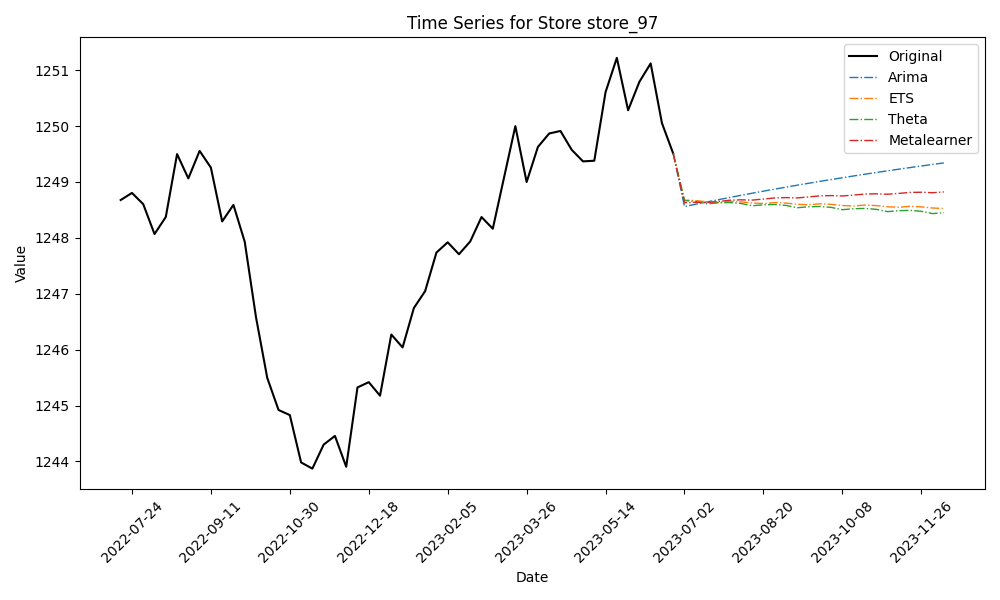 Time Series for Store store_97
Value
1251
1250
1249
1248
1247
1246
1245
1244
Original
Arima
ETS
Theta
Metalearner
2022-07-24
2022-09-11
2022-10-30
2022-12-18
2023-02-05
2023-03-26
2023-05-14
2023-07-02
2023-08-20
2023-10-08
2023-11-26
Date